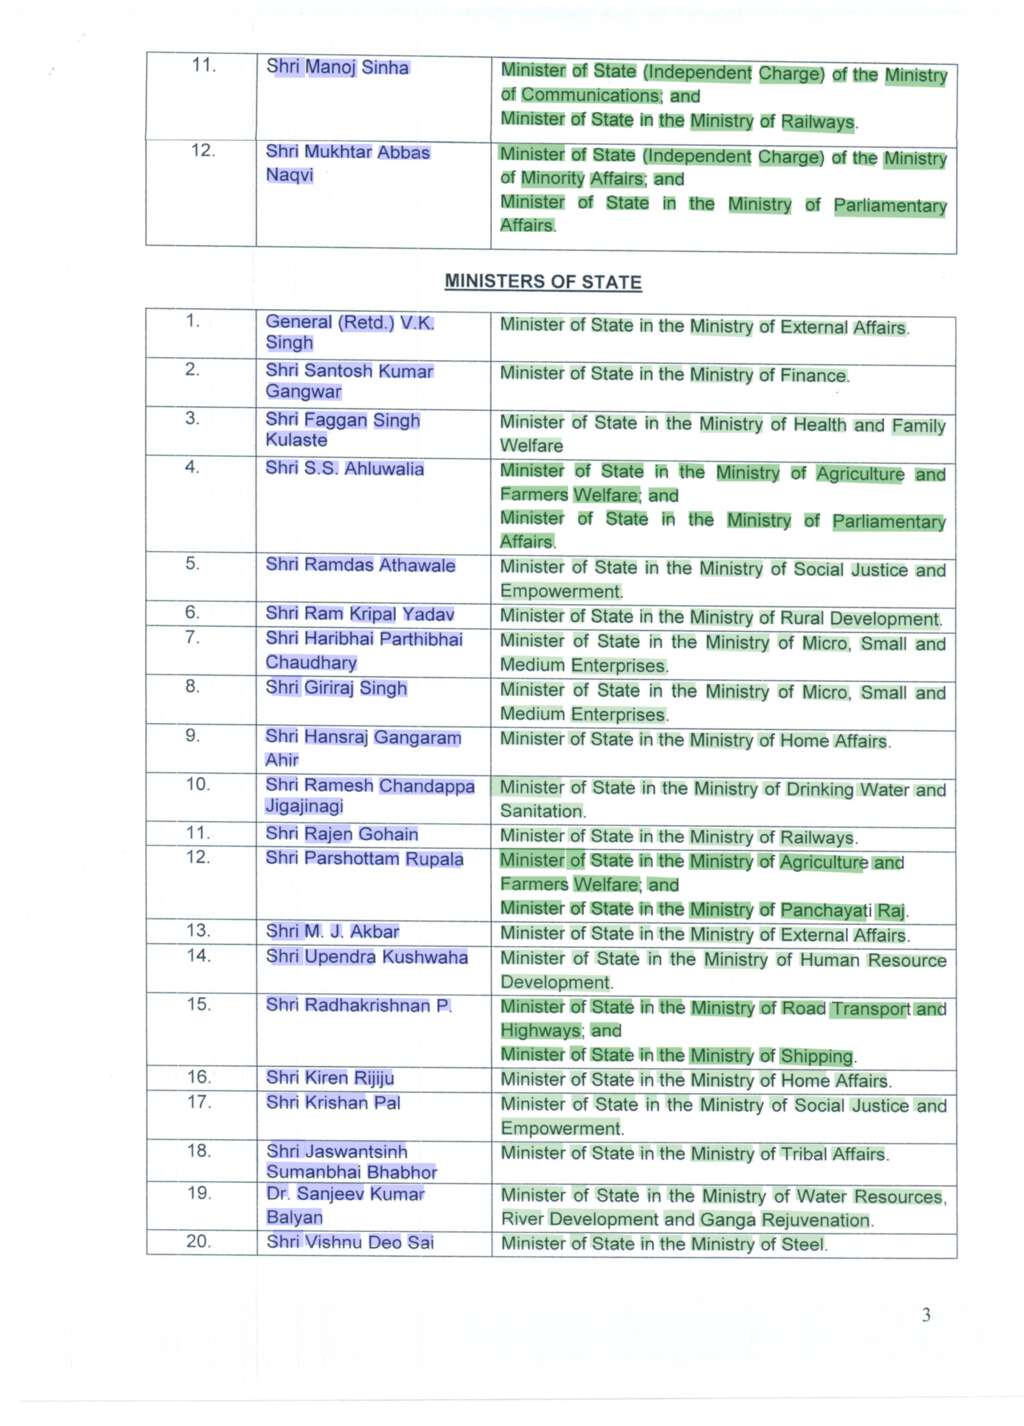 11. Shri Manoj Sinha Minister of State (Independent Charge) of the Ministry
of Communications; and
Minister of State in the Ministry of Railways.
12. Shri Mukhtar Abbas Minister of State (Independent Charge) of the Ministry
Naqvi of Minority Affairs; and
Minister of State in the Ministry of Parliamentary
Affairs.
MINISTERS OF STATE
1. General (Retd.) V.K. Minister of State in the Ministry of External Affairs.
Singh
2. Shri Santosh Kumar Minister of State in the Ministry of Finance.
Gangwar
3. Shri Faggan Singh Minister of State in the Ministry of Health and Family
Kulaste Welfare
4. Shri S.S. Ahluwalia Minister of State in the Ministry of Agriculture and
Farmers Welfare; and
Minister of State in the Ministry of Parliamentary
Affairs.
5. Shri Ramdas Athawale Minister of State in the Ministry of Social Justice and
Empowerment.
6. Shri Ram Kripal Yadav Minister of State in the Ministry of Rural Development.
7. Shri Haribhai Parthibhai Minister of State in the Ministry of Micro, Small and
Chaudhary Medium Enterprises.
8. Shri Giriraj Singh Minister of State in the Ministry of Micro, Small and
Medium Enterprises.
9. Shri Hansraj Gangaram Minister of State in the Ministry of Home Affairs.
Ahir
10. Shri Ramesh Chandappa Minister of State in the Ministry of Drinking Water and
Jigajinagi Sanitation.
11. Shri Rajen Gohain Minister of State in the Ministry of Railways.
12. Shri Parshottam Rupala Minister of State in the Ministry of Agriculture and
Farmers Welfare; and
Minister of State in the Ministry of Panchayati Raj.
13. Shri M. J. Akbar Minister of State in the Ministry of External Affairs.
14. Shri Upendra Kushwaha Minister of State in the Ministry of Human Resource
Development.
15. Shri Radhakrishnan P. Minister of State in the Ministry of Road Transport and
Highways; and
Minister of State in the Ministry of Shipping.
16. Shri Kiren Rijiju Minister of State in the Ministry of Home Affairs.
17. Shri Krishan Pal Minister of State in the Ministry of Social Justice and
Empowerment.
18. Shri Jaswantsinh Minister of State in the Ministry of Tribal Affairs.
Sumanbhai Bhabhor
19. Dr. Sanjeev Kumar Minister of State in the Ministry of Water Resources,
Balyan River Development and Ganga Rejuvenation.
20. Shri Vishnu Deo Sai Minister of State in the Ministry of Steel.
3